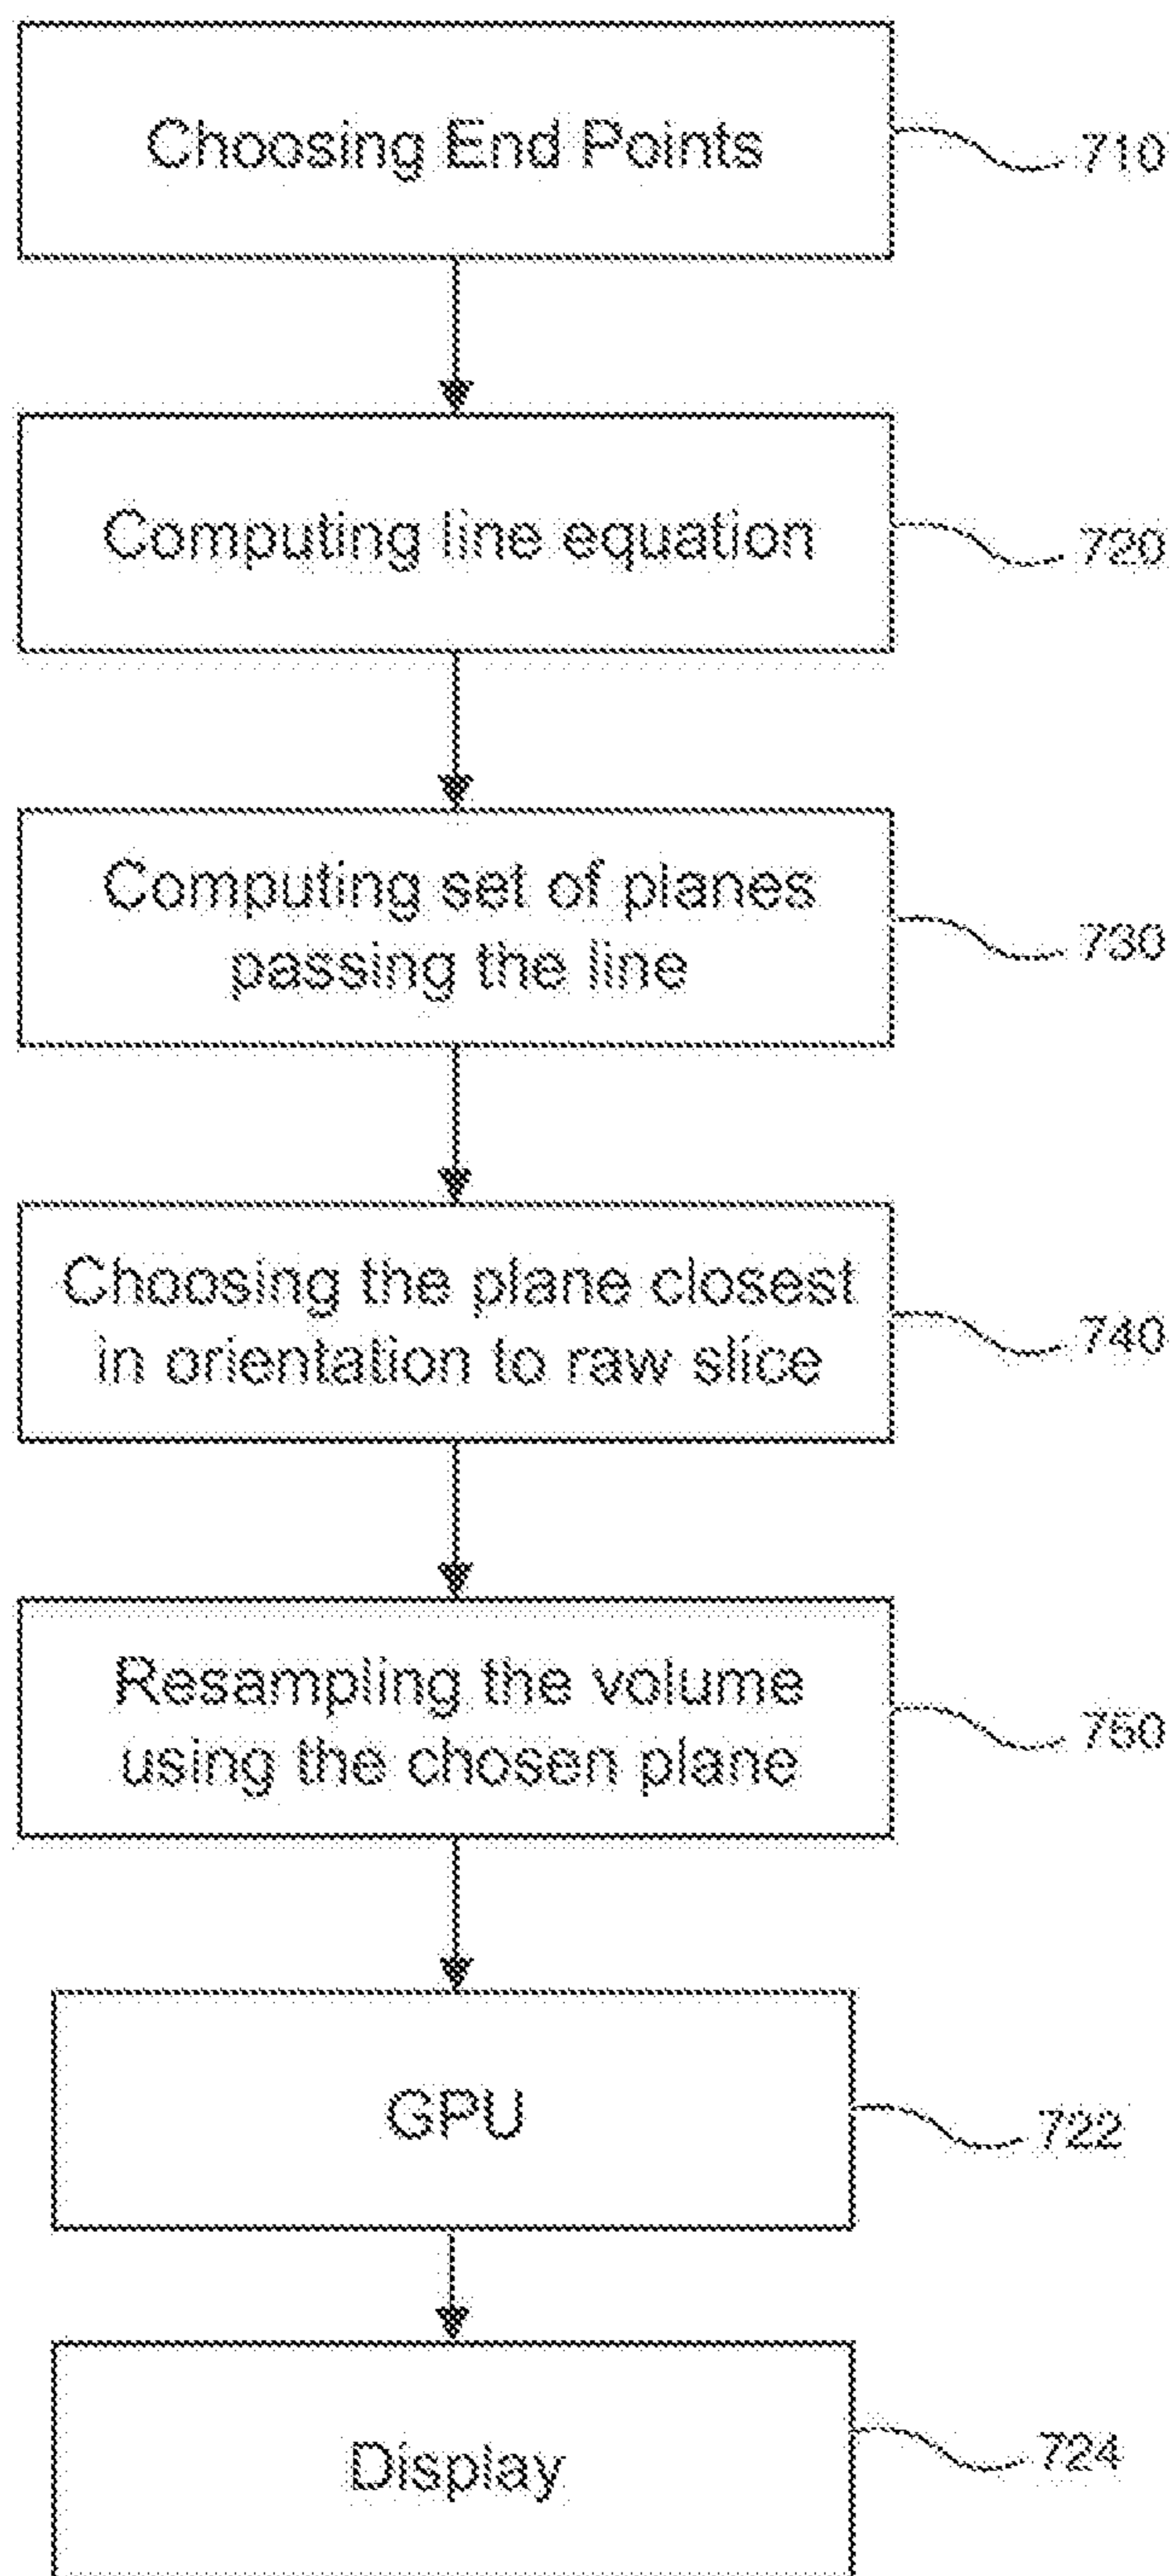 Choosing End Points
710
Computing line equation
720
Computing set of planes
passing the line
730
Choosing the plane closest
in orientation to raw slice
740
Resampling the volume
using the chosen plane
750
GPU
722
Display
724